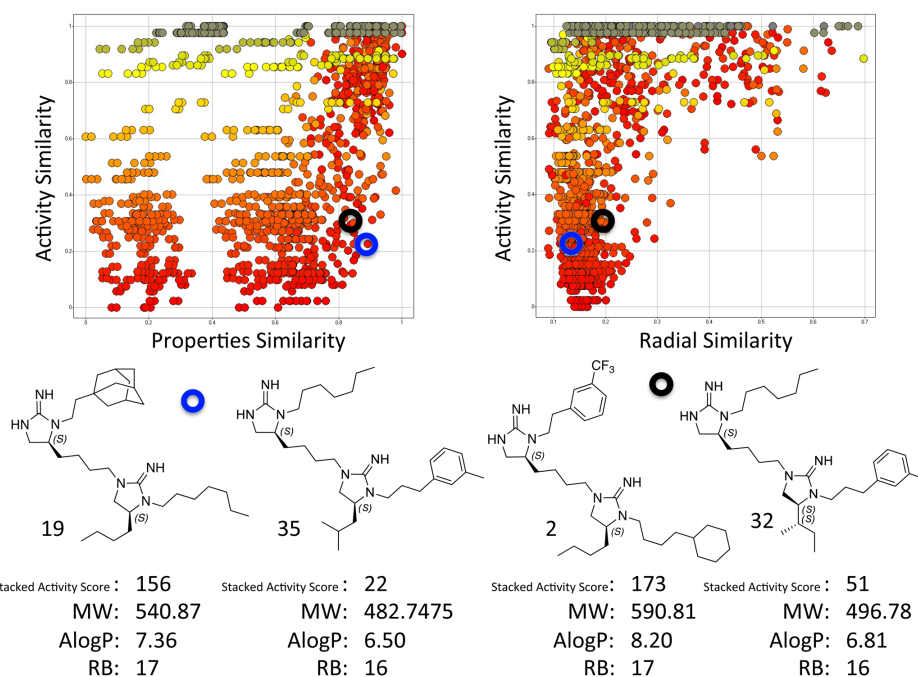 Activity Similarity
1
0.8
0.6
0.4
0.2
0
0 0.2 0.4 0.6 0.8 1
Properties Similarity
Activity Similarity
1
0.8
0.6
0.4
0.2
0
0.1 0.2 0.3 0.4 0.5 0.6 0.7
Radial Similarity
NH
HN
N
(S)
N
NH
N
(S)
19
NH
HN
N
(S)
N
NH
N
(S)
35
CF3
NH
HN
N
(S)
N
NH
N
(S)
2
NH
HN
N
(S)
N
NH
N
(S)
(S)
32
Stacked Activity Score : 156
MW: 540.87
AlogP: 7.36
RB: 17
Stacked Activity Score : 22
MW: 482.7475
AlogP: 6.50
RB: 16
Stacked Activity Score : 173
MW: 590.81
AlogP: 8.20
RB: 17
Stacked Activity Score : 51
MW: 496.78
AlogP: 6.81
RB: 16